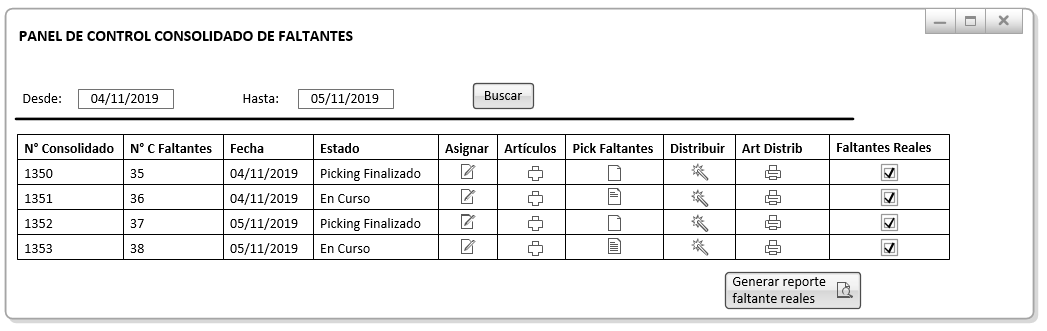 PANEL DE CONTROL CONSOLIDADO DE FALTANTES
Desde: 04/11/2019 Hasta: 05/11/2019 Buscar
N° Consolidado N° C Faltantes Fecha Estado Asignar Artículos Pick Faltantes Distribuir Art Distrib Faltantes Reales
1350 35 04/11/2019 Picking Finalizado
1351 36 04/11/2019 En Curso
1352 37 05/11/2019 Picking Finalizado
1353 38 05/11/2019 En Curso
Generar reporte
faltante reales